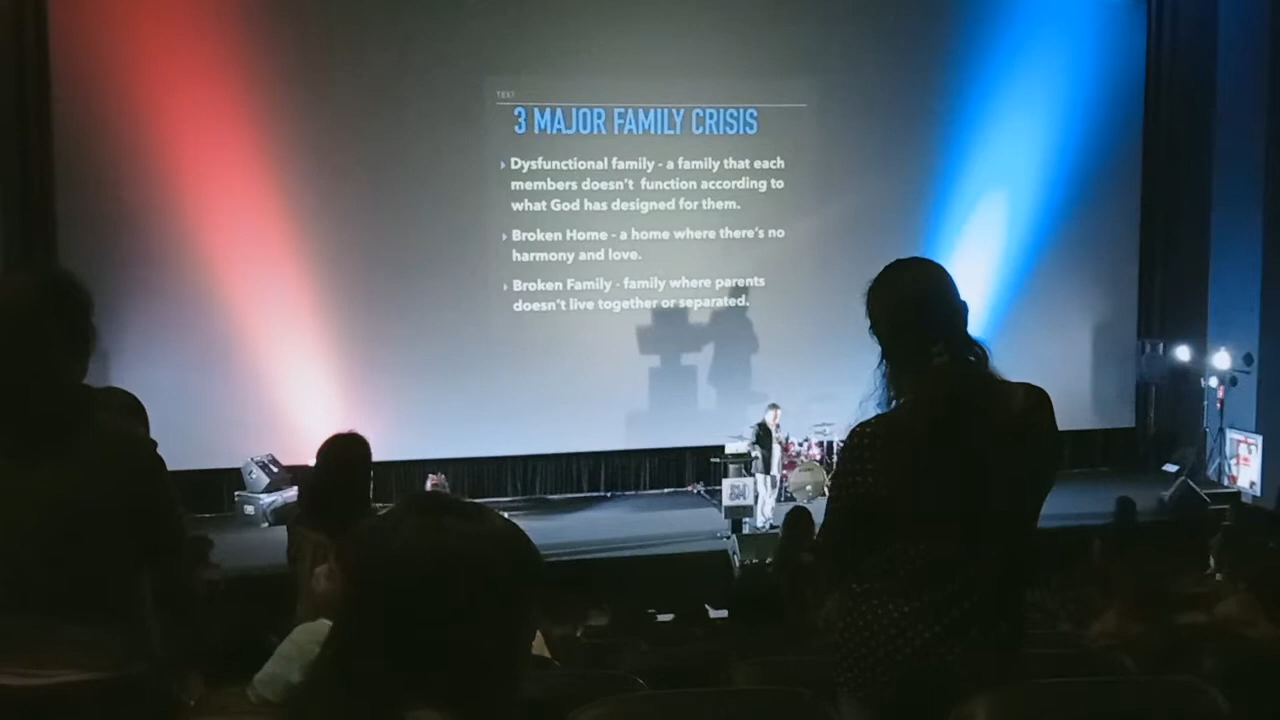 TEXT
3 MAJOR FAMILY CRISIS
Dysfunctional family - a family that each
members doesn't function according to
what God has designed for them.
Broken Home - a home where there's no
harmony and love.
Broken Family - family where parents
doesn't live together or separated.
SM